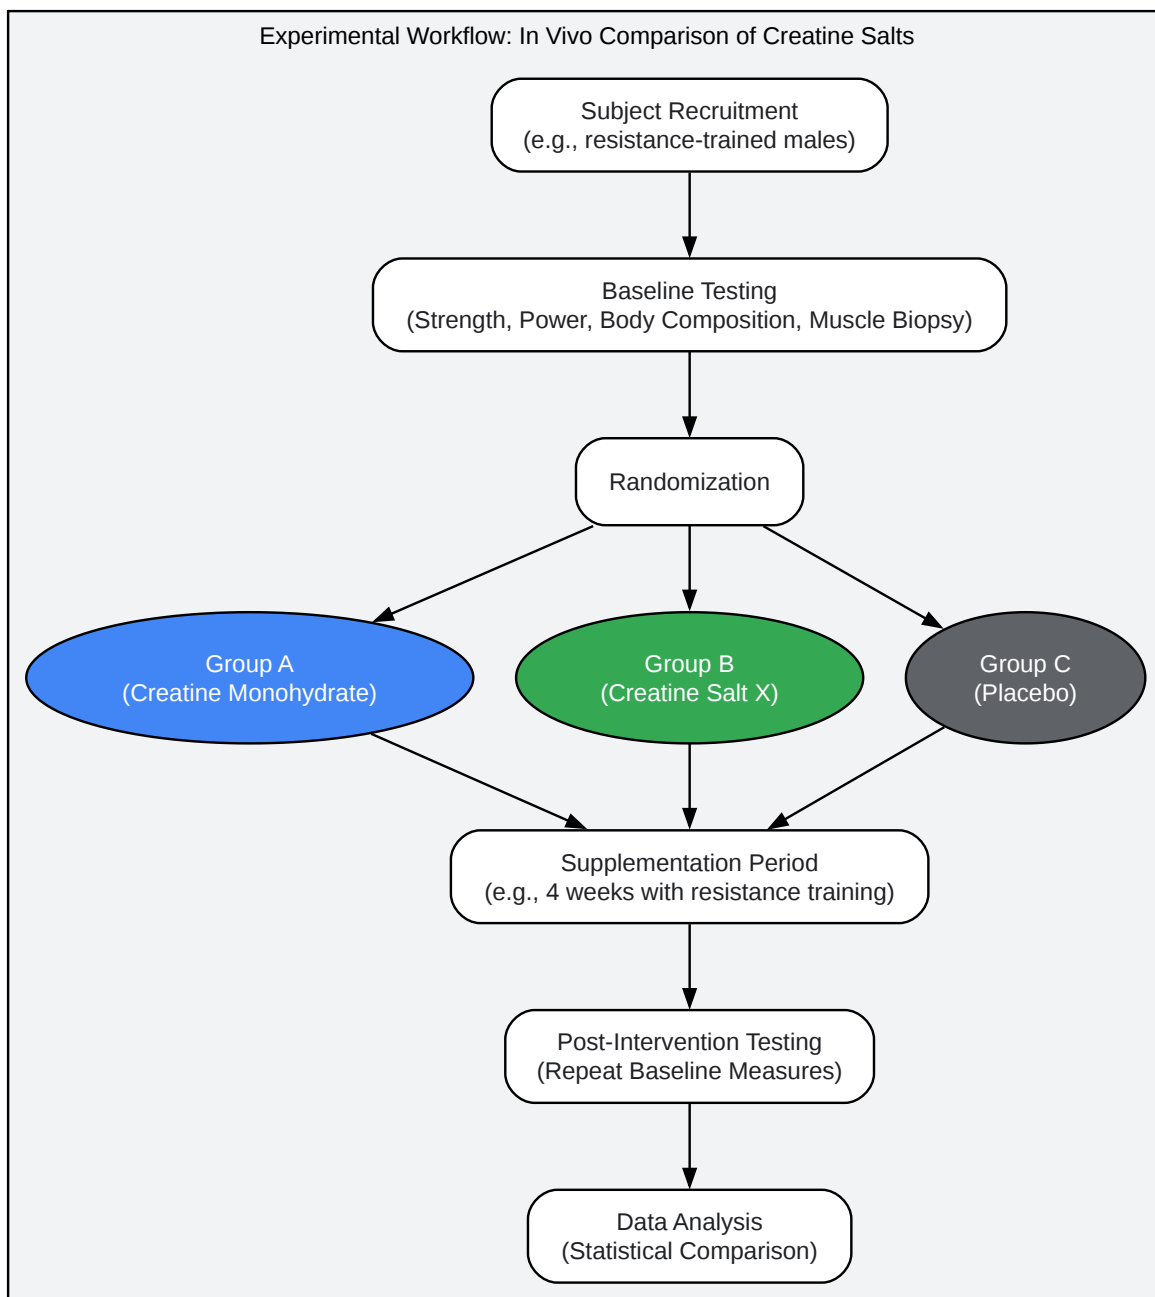 Experimental Workflow: In Vivo Comparison of Creatine Salts
Subject Recruitment
(e.g., resistance-trained males)
Baseline Testing
(Strength, Power, Body Composition, Muscle Biopsy)
Randomization
Group A
(Creatine Monohydrate)
Group B
(Creatine Salt X)
Group C
(Placebo)
Supplementation Period
(e.g., 4 weeks with resistance training)
Post-Intervention Testing
(Repeat Baseline Measures)
Data Analysis
(Statistical Comparison)